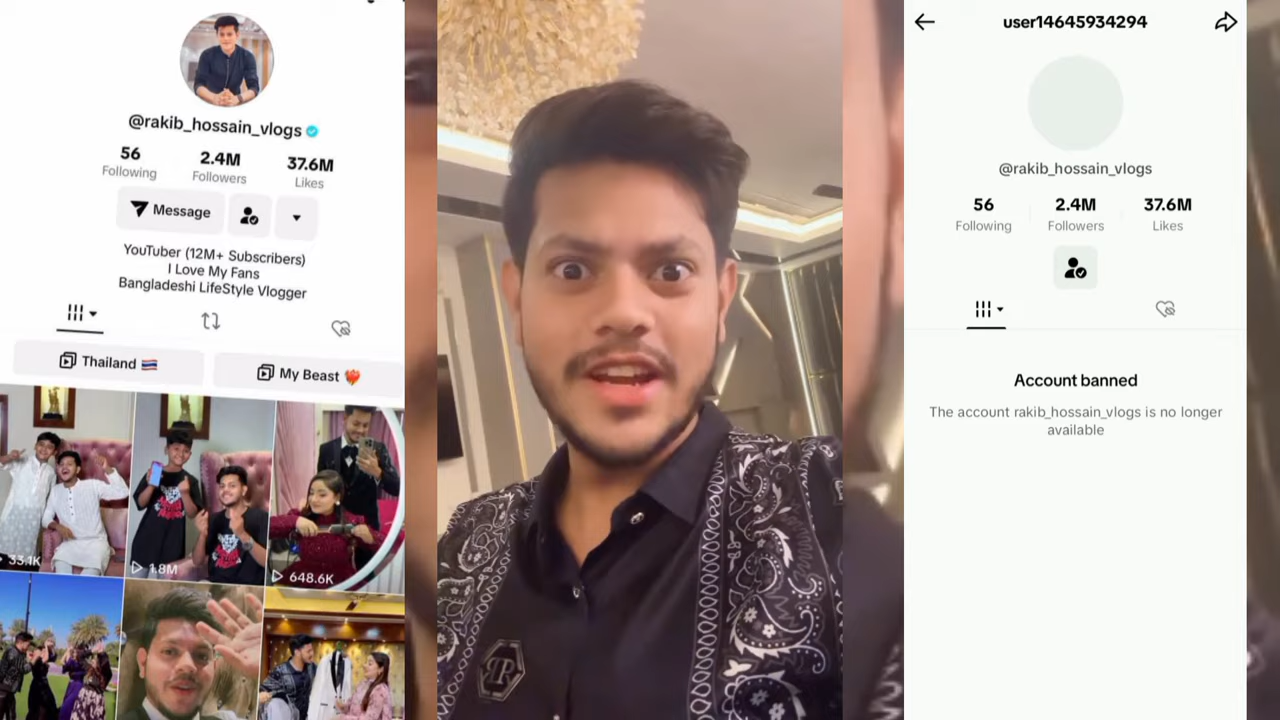 @rakib_hossain_vlogs
56
Following
2.4M
Followers
37.6M
Likes
Message
YouTuber (12M+ Subscribers)
I Love My Fans
Bangladeshi LifeStyle Vlogger
Thailand 🇹🇭
My Beast ❤️‍🔥
33.1K
1.8M
648.6K
user14645934294
@rakib_hossain_vlogs
56
Following
2.4M
Followers
37.6M
Likes
Account banned
The account rakib_hossain_vlogs is no longer
available